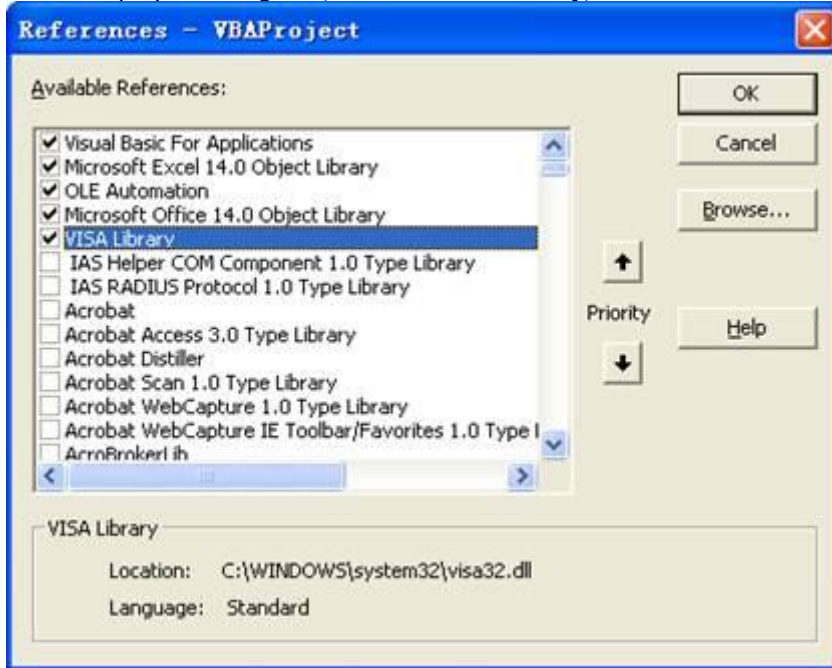 References - VBAProject
Available References:
Visual Basic For Applications
Microsoft Excel 14.0 Object Library
OLE Automation
Microsoft Office 14.0 Object Library
VISA Library
IAS Helper COM Component 1.0 Type Library
IAS RADIUS Protocol 1.0 Type Library
Acrobat
Acrobat Access 3.0 Type Library
Acrobat Distiller
Acrobat Scan 1.0 Type Library
Acrobat WebCapture 1.0 Type Library
Acrobat WebCapture IE Toolbar/Favorites 1.0 Type
AcroBrokerLib
OK
Cancel
Browse...
Priority
Help
VISA Library
Location: C:\WINDOWS\system32\visa32.dll
Language: Standard